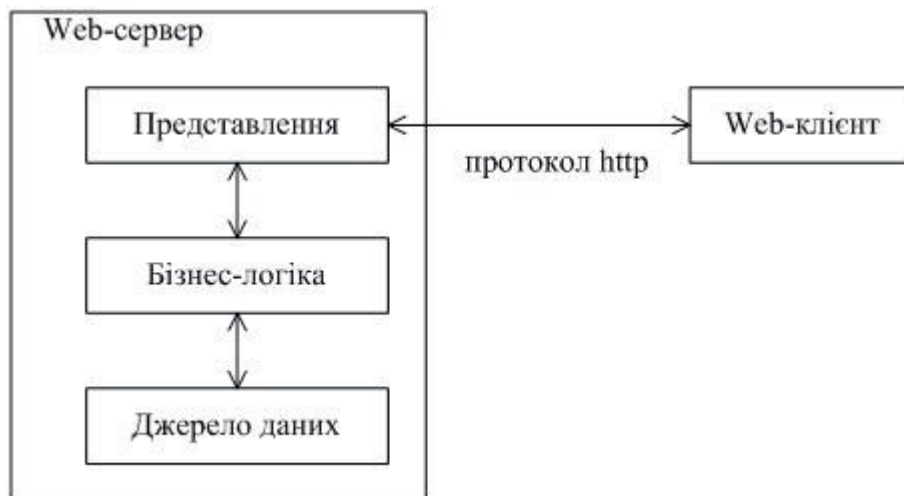 Web-сервер
Представлення
Web-клієнт
протокол http
Бізнес-логіка
Джерело даних